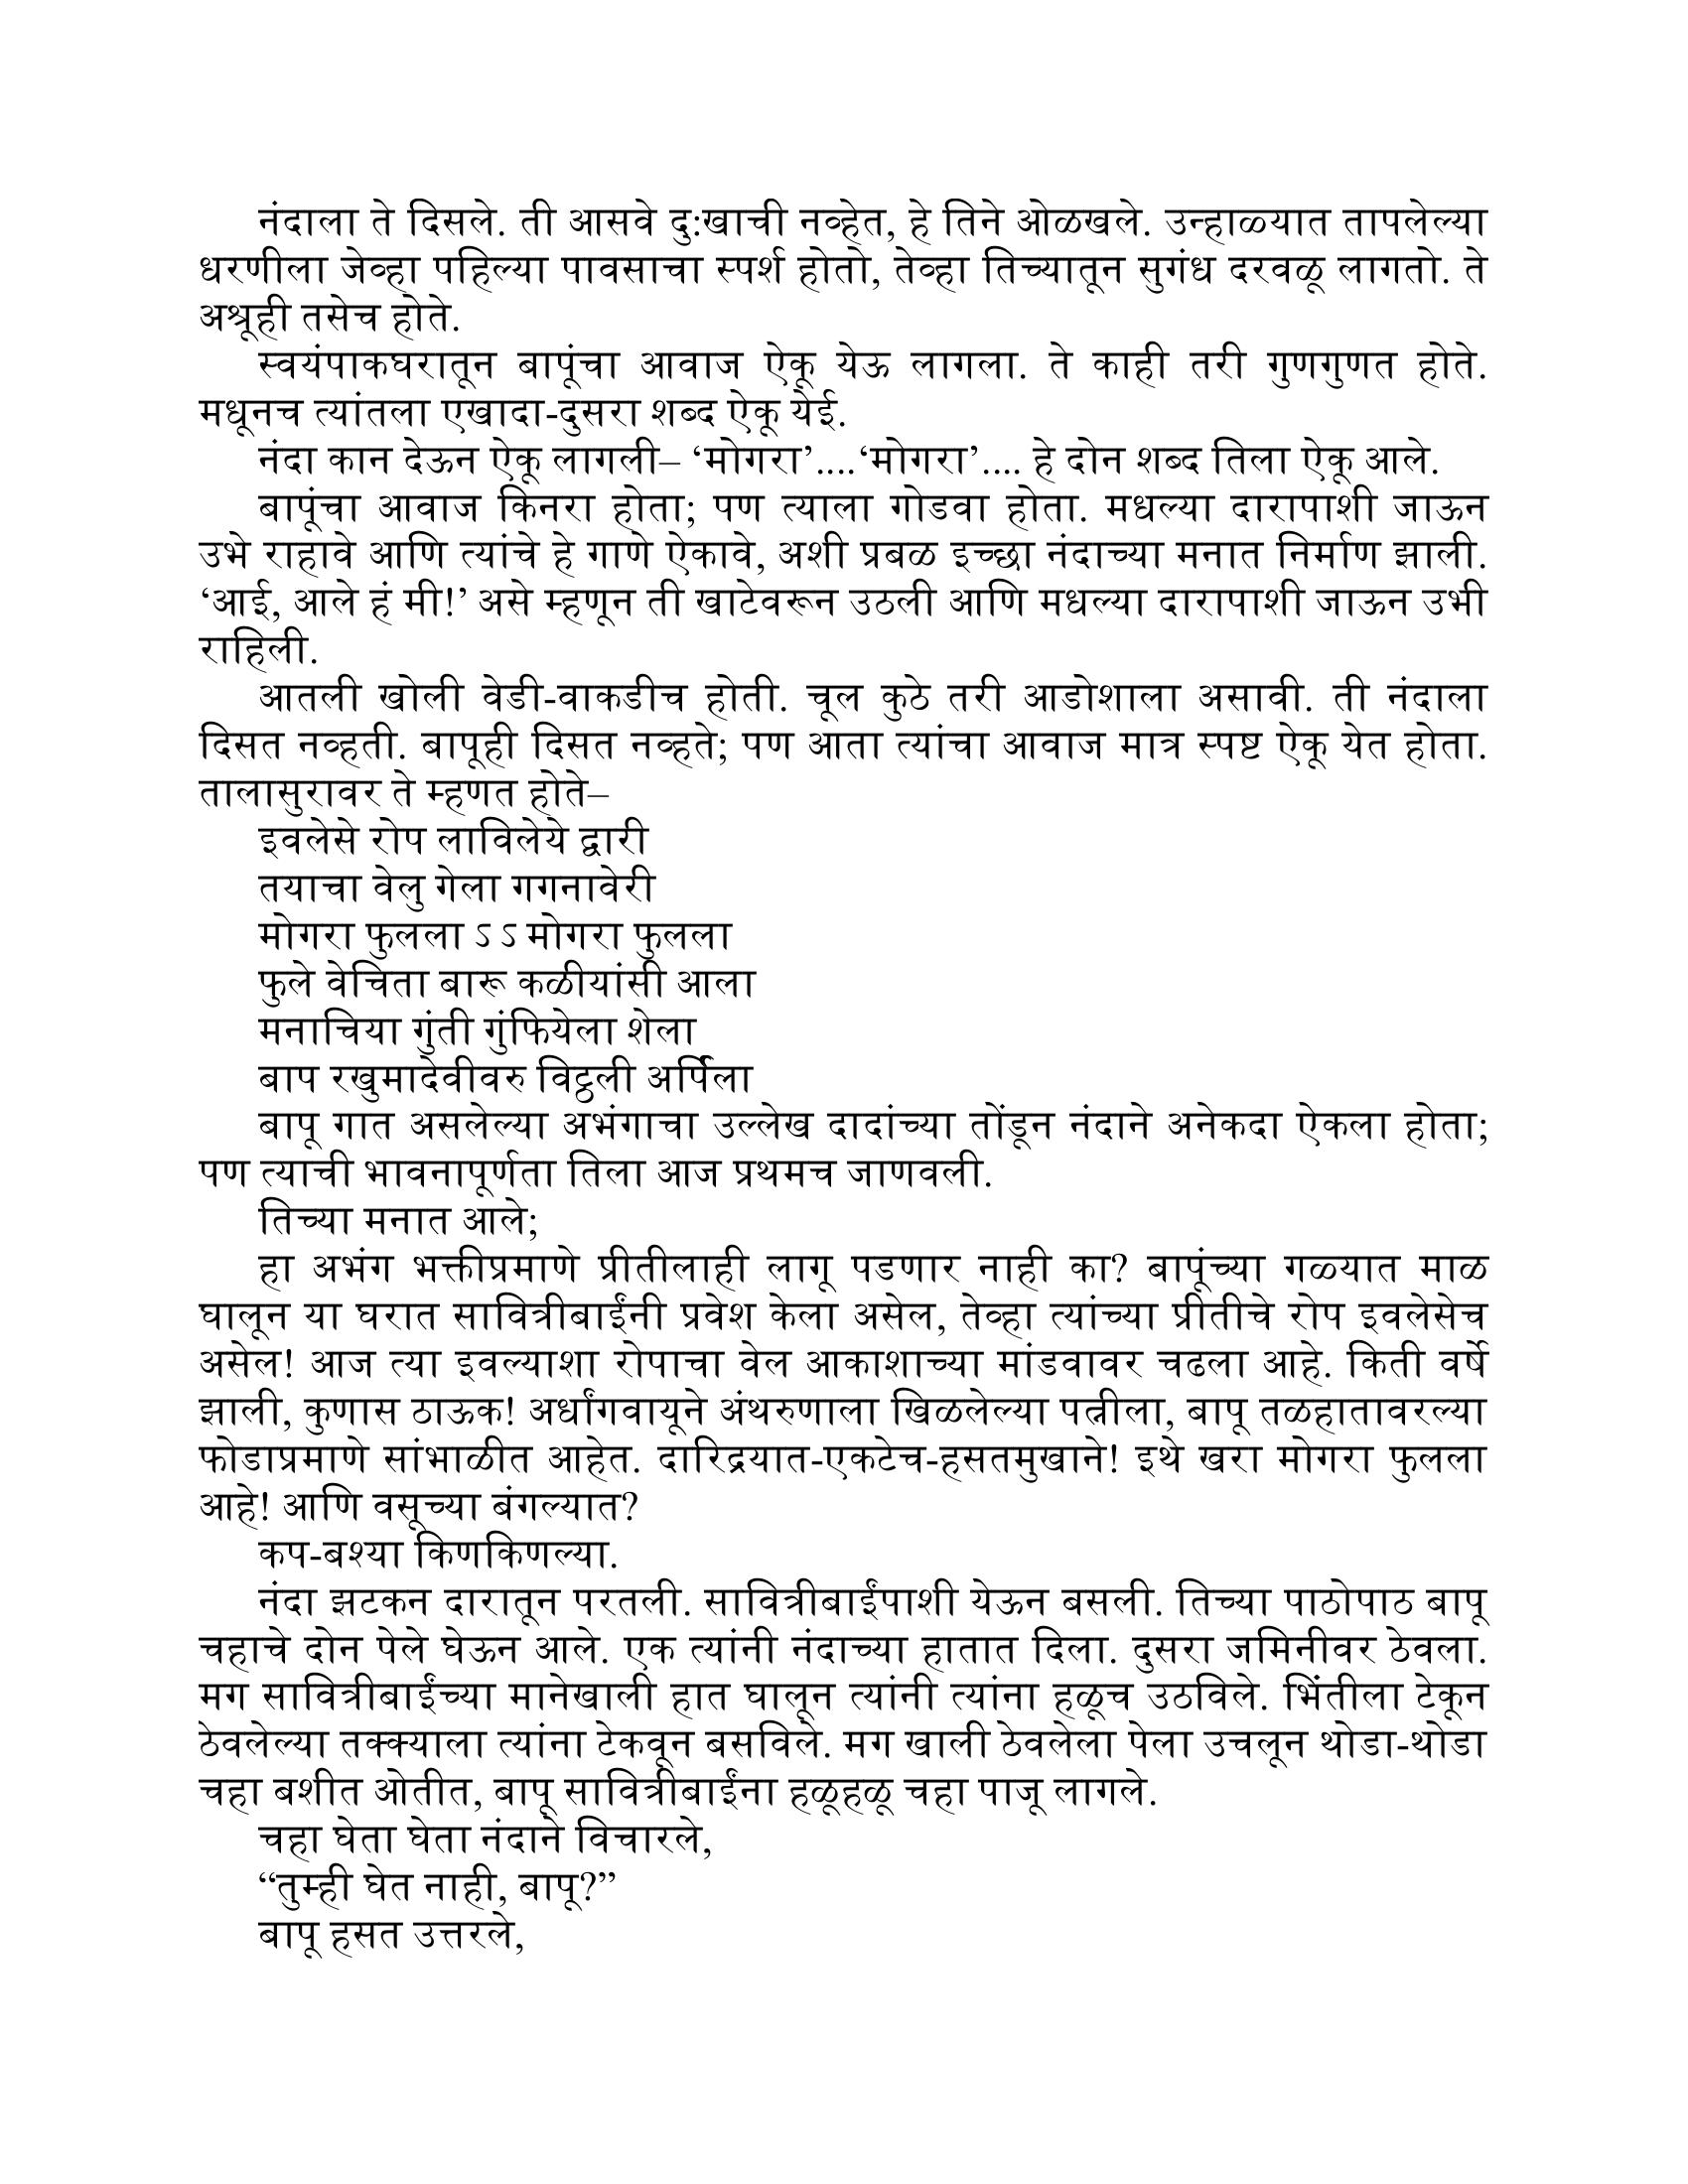 नंदाला ते दिसले. ती आसवे दु:खाची नव्हेत, हे तिने ओळखले. उन्हाळ्यात तापलेल्या
धरणीला जेव्हा पहिल्या पावसाचा स्पर्श होतो, तेव्हा तिच्यातून सुगंध दरवळू लागतो. ते
अश्रूही तसेच होते.
स्वयंपाकघरातून बापूंचा आवाज ऐकू येऊ लागला. ते काही तरी गुणगुणत होते.
मधूनच त्यांतला एखादा-दुसरा शब्द ऐकू येई.
नंदा कान देऊन ऐकू लागली– ‘मोगरा’....‘मोगरा’.... हे दोन शब्द तिला ऐकू आले.
बापूंचा आवाज किनरा होता; पण त्याला गोडवा होता. मधल्या दारापाशी जाऊन
उभे राहावे आणि त्यांचे हे गाणे ऐकावे, अशी प्रबळ इच्छा नंदाच्या मनात निर्माण झाली.
‘आई, आले हं मी!’ असे म्हणून ती खाटेवरून उठली आणि मधल्या दारापाशी जाऊन उभी
राहिली.
आतली खोली वेडी-वाकडीच होती. चूल कुठे तरी आडोशाला असावी. ती नंदाला
दिसत नव्हती. बापूही दिसत नव्हते; पण आता त्यांचा आवाज मात्र स्पष्ट ऐकू येत होता.
तालासुरावर ते म्हणत होते–
इवलेसे रोप लाविलेये द्वारी
तयाचा वेलु गेला गगनावेरी
मोगरा फुलला ऽ ऽ मोगरा फुलला
फुले वेचिता बारू कळीयांसी आला
मनाचिया गुंती गुंफियेला शेला
बाप रखुमादेवीवरु विट्ठली अर्पिला
बापू गात असलेल्या अभंगाचा उल्लेख दादांच्या तोंडून नंदाने अनेकदा ऐकला होता;
पण त्याची भावनापूर्णता तिला आज प्रथमच जाणवली.
तिच्या मनात आले;
हा अभंग भक्तीप्रमाणे प्रीतीलाही लागू पडणार नाही का? बापूंच्या गळ्यात माळ
घालून या घरात सावित्रीबाईंनी प्रवेश केला असेल, तेव्हा त्यांच्या प्रीतीचे रोप इवलेसेच
असेल! आज त्या इवल्याशा रोपाचा वेल आकाशाच्या मांडवावर चढला आहे. किती वर्षे
झाली, कुणास ठाऊक! अर्धांगवायूने अंथरुणाला खिळलेल्या पत्नीला, बापू तळहातावरल्या
फोडाप्रमाणे सांभाळीत आहेत. दारिद्रयात-एकटेच-हसतमुखाने! इथे खरा मोगरा फुलला
आहे! आणि वसूच्या बंगल्यात?
कप-बश्या किणकिणल्या.
नंदा झटकन दारातून परतली. सावित्रीबाईंपाशी येऊन बसली. तिच्या पाठोपाठ बापू
चहाचे दोन पेले घेऊन आले. एक त्यांनी नंदाच्या हातात दिला. दुसरा जमिनीवर ठेवला.
मग सावित्रीबाईंच्या मानेखाली हात घालून त्यांनी त्यांना हळूच उठविले. भिंतीला टेकून
ठेवलेल्या तक्क्याला त्यांना टेकवून बसविले. मग खाली ठेवलेला पेला उचलून थोडा-थोडा
चहा बशीत ओतीत, बापू सावित्रीबाईंना हळूहळू चहा पाजू लागले.
चहा घेता घेता नंदाने विचारले,
“तुम्ही घेत नाही, बापू?”
बापू हसत उत्तरले,